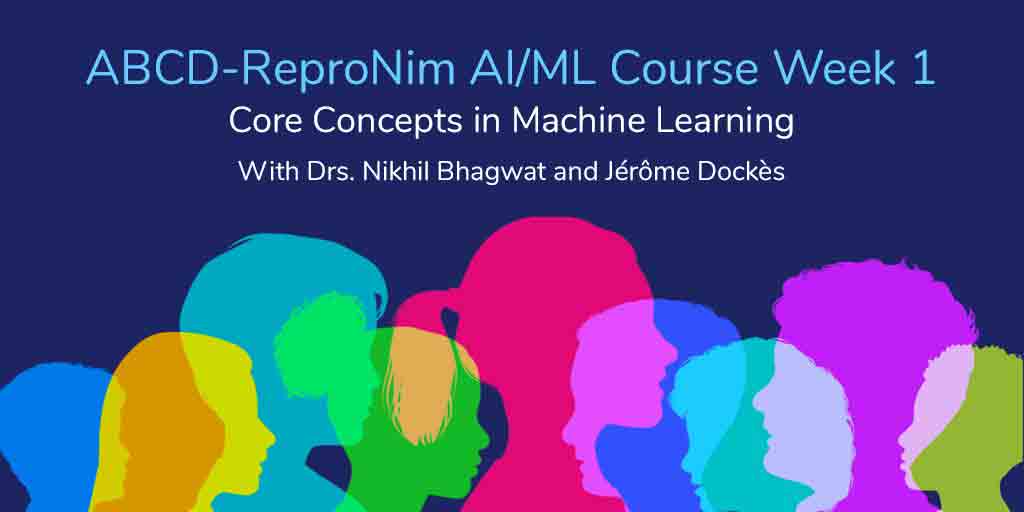 ABCD-ReproNim AI/ML Course Week 1
Core Concepts in Machine Learning
With Drs. Nikhil Bhagwat and Jérôme Dockès